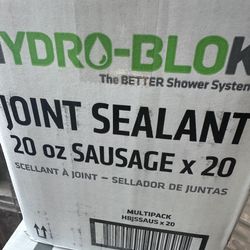 HYDRO-BLOK
The BETTER Shower System
JOINT SEALANT
20 oz SAUSAGE x 20
SCELLANT À JOINT – SELLADOR DE JUNTAS
MULTIPACK
HBJSSAUS x 20